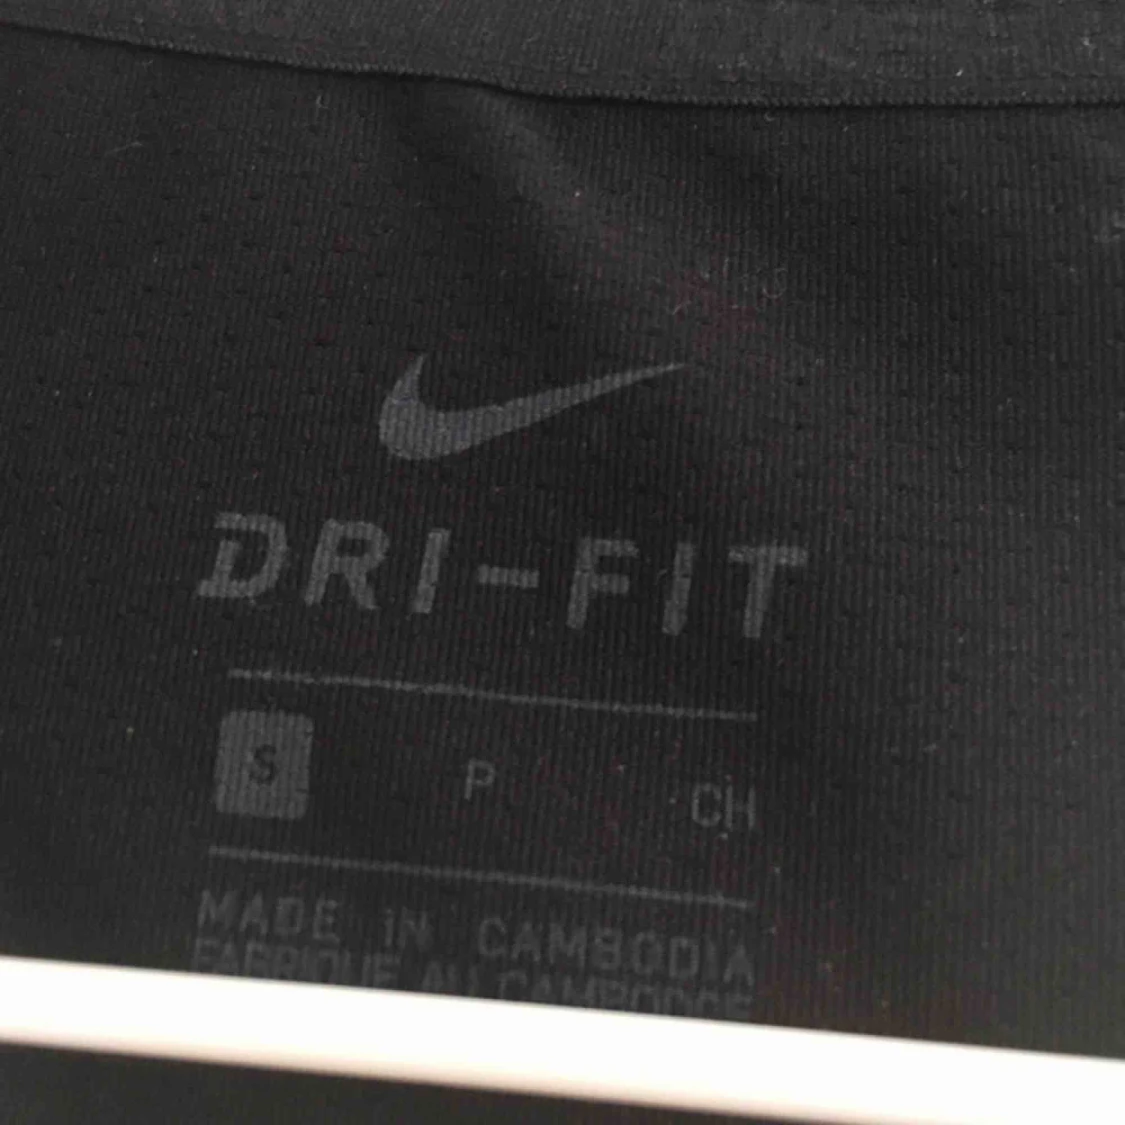 DRI-FIT
S P CH
MADE IN CAMBODIA
FABRIQUE AU CAMBODGE